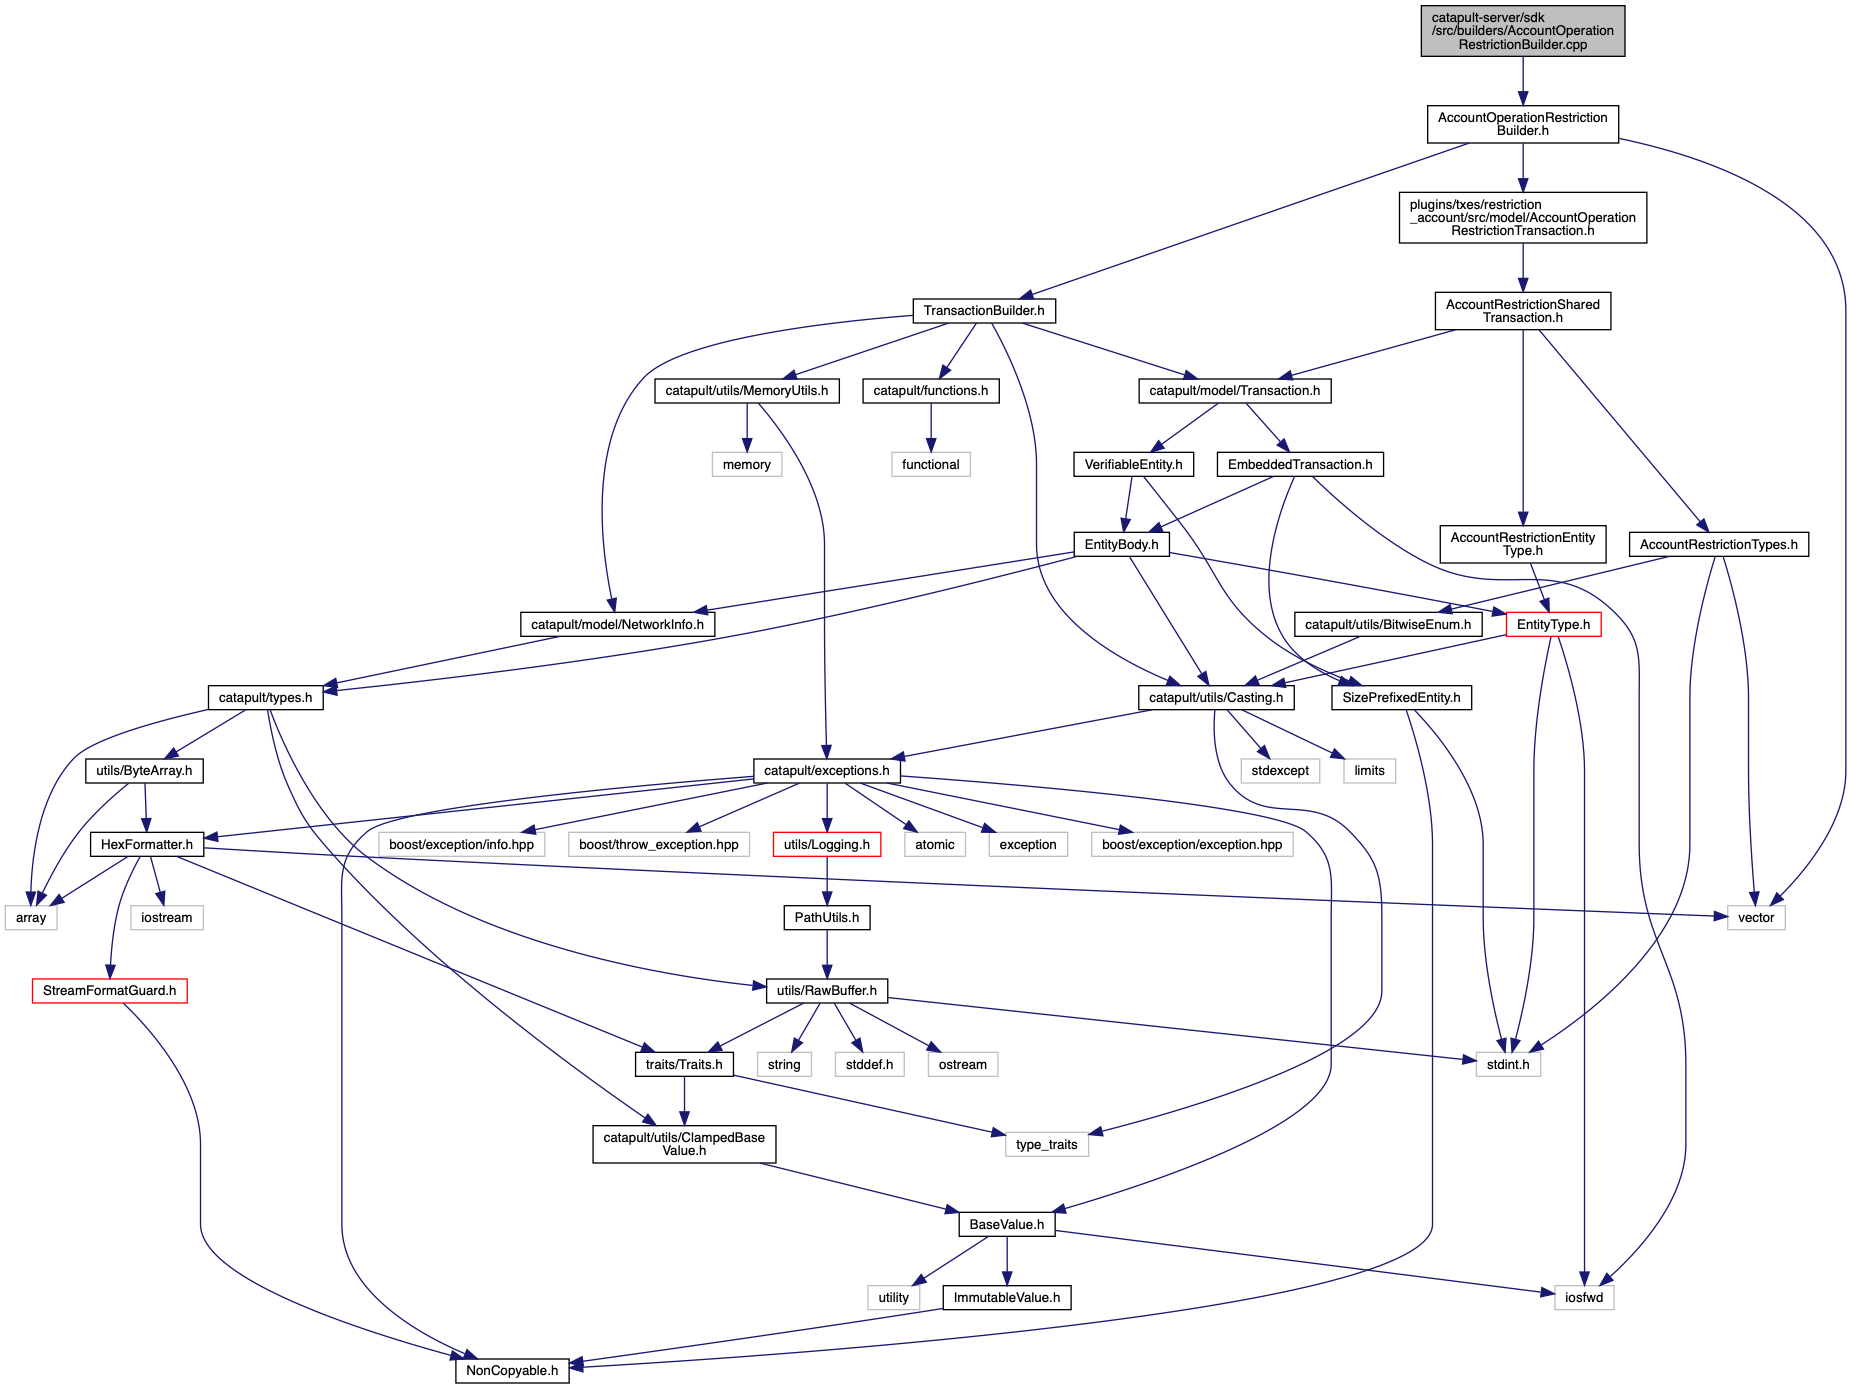 catapult-server/sdk
/src/builders/AccountOperation
RestrictionBuilder.cpp
AccountOperationRestriction
Builder.h
plugins/txes/restriction
_account/src/model/AccountOperation
RestrictionTransaction.h
TransactionBuilder.h
AccountRestrictionShared
Transaction.h
catapult/utils/MemoryUtils.h
catapult/functions.h
catapult/model/Transaction.h
memory
functional
VerifiableEntity.h
EmbeddedTransaction.h
EntityBody.h
AccountRestrictionEntity
Type.h
AccountRestrictionTypes.h
catapult/model/NetworkInfo.h
catapult/utils/BitwiseEnum.h
EntityType.h
catapult/types.h
catapult/utils/Casting.h
SizePrefixedEntity.h
utils/ByteArray.h
catapult/exceptions.h
stdexcept
limits
HexFormatter.h
boost/exception/info.hpp
boost/throw_exception.hpp
utils/Logging.h
atomic
exception
boost/exception/exception.hpp
array
iostream
PathUtils.h
vector
StreamFormatGuard.h
utils/RawBuffer.h
traits/Traits.h
string
stddef.h
ostream
stdint.h
catapult/utils/ClampedBase
Value.h
type_traits
BaseValue.h
utility
ImmutableValue.h
iosfwd
NonCopyable.h